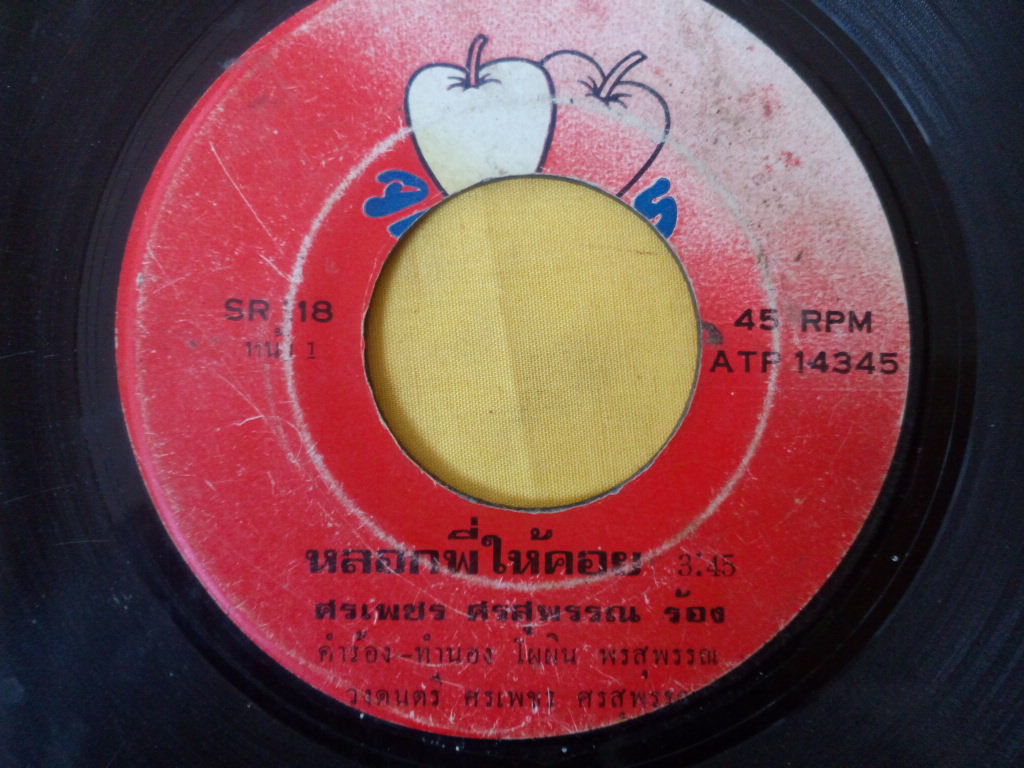 SR 118
หน้า 1
45 RPM
ATP 14345
หลอกพี่ให้คอย 3:45
ศรเพชร ศรสุพรรณ ร้อง
คำร้อง-ทำนอง ไผ่ผิน พรสุพรรณ
วงดนตรี ศรเพชร ศรสุพรรณ